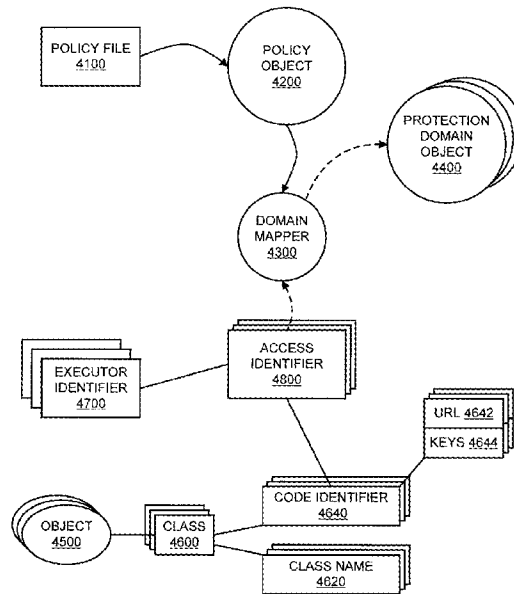 POLICY FILE
4100
POLICY
OBJECT
4200
PROTECTION
DOMAIN
OBJECT
4400
DOMAIN
MAPPER
4300
EXECUTOR
IDENTIFIER
4700
ACCESS
IDENTIFIER
4800
URL 4642
KEYS 4644
OBJECT
4500
CLASS
4600
CODE IDENTIFIER
4640
CLASS NAME
4620